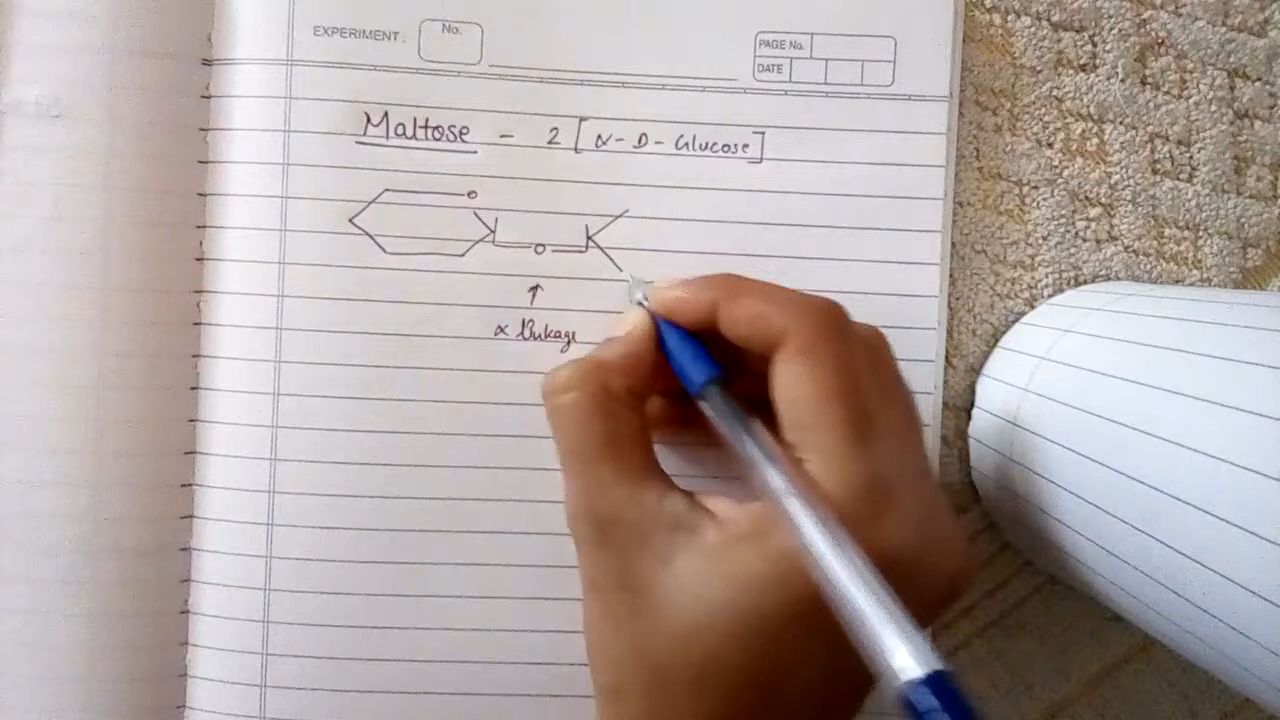 EXPERIMENT.
No.
PAGE No.
DATE
Maltose - 2 [α-D-Glucose]
O
O
↑
α linkage